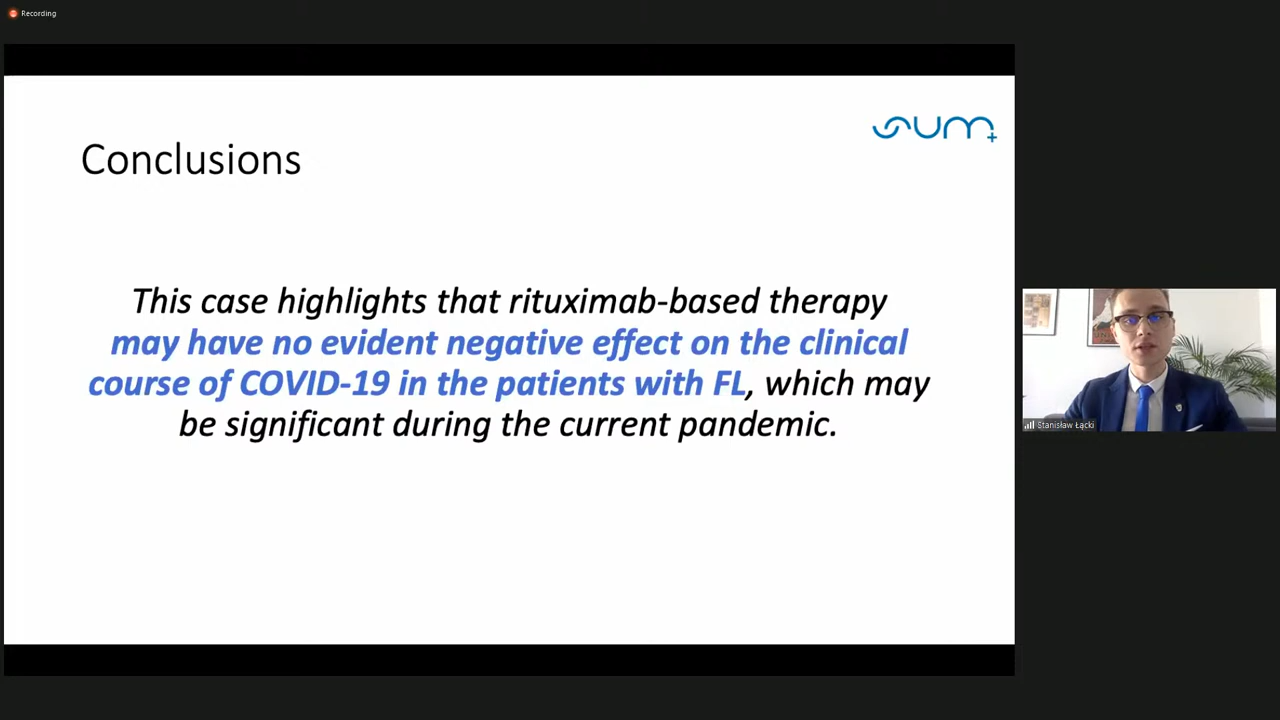 Recording
SUM
Conclusions
This case highlights that rituximab-based therapy
may have no evident negative effect on the clinical
course of COVID-19 in the patients with FL, which may
be significant during the current pandemic.
Stanisław Łącki